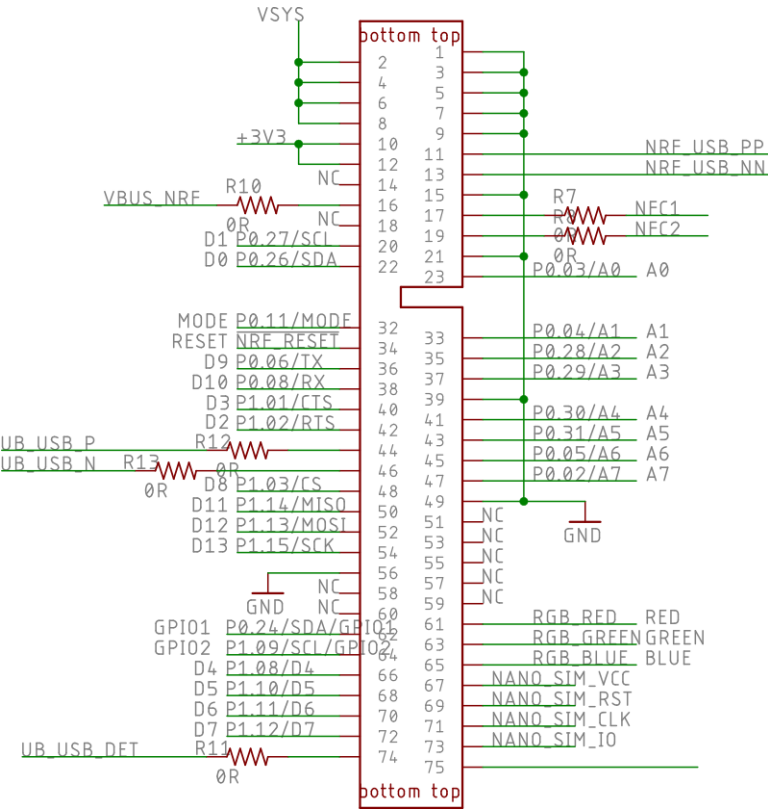 VSYS
bottom top
1
2
3
4
5
6
7
8
9
+3V3 10
11 NRF_USB_PP
12
13 NRF_USB_NN
NC 14
R10
15 R7
VBUS_NRF 16
17 NFC1
NC 18 R8
0R
19 0R NFC2
D1 P0.27/SCL 20
21 0R
D0 P0.26/SDA 22
23 P0.03/A0 A0
MODE P0.11/MODE 32
33 P0.04/A1 A1
RESET NRF_RESET 34
35 P0.28/A2 A2
D9 P0.06/TX 36
37 P0.29/A3 A3
D10 P0.08/RX 38
39
D3 P1.01/CTS 40
41 P0.30/A4 A4
D2 P1.02/RTS 42
43 P0.31/A5 A5
UB_USB_P R12 44
45 P0.05/A6 A6
UB_USB_N R13 0R 46
47 P0.02/A7 A7
0R
D8 P1.03/CS 48
49
D11 P1.14/MISO 50
51 NC
D12 P1.13/MOSI 52
53 NC
GND
D13 P1.15/SCK 54
55 NC
56
57 NC
NC 58
59 NC
GND
NC 60
61 RGB_RED RED
GPIO1 P0.24/SDA/GPIO1 62
63 RGB_GREEN GREEN
GPIO2 P1.09/SCL/GPIO2 64
65 RGB_BLUE BLUE
D4 P1.08/D4 66
67 NANO_SIM_VCC
D5 P1.10/D5 68
69 NANO_SIM_RST
D6 P1.11/D6 70
71 NANO_SIM_CLK
D7 P1.12/D7 72
73 NANO_SIM_IO
UB_USB_DET R11 74
75
0R
bottom top